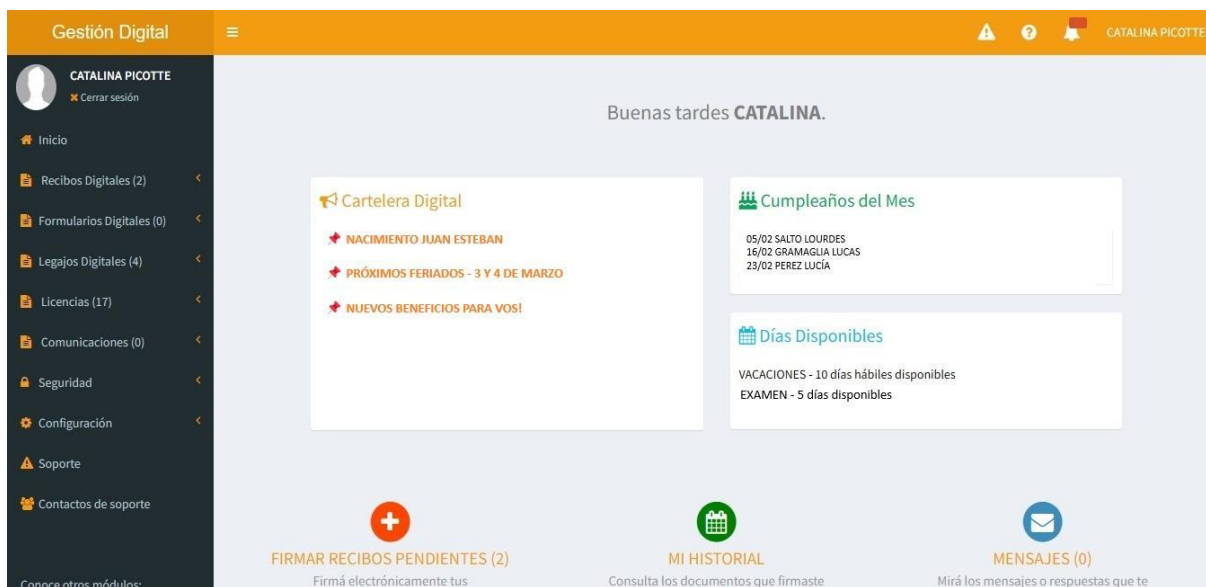 Gestión Digital
CATALINA PICOTTE
CATALINA PICOTTE
Cerrar sesión
Inicio
Recibos Digitales (2)
Formularios Digitales (0)
Legajos Digitales (4)
Licencias (17)
Comunicaciones (0)
Seguridad
Configuración
Soporte
Contactos de soporte
Conoce otros módulos:
Buenas tardes CATALINA.
Cartelera Digital
NACIMIENTO JUAN ESTEBAN
PRÓXIMOS FERIADOS - 3 Y 4 DE MARZO
NUEVOS BENEFICIOS PARA VOS!
Cumpleaños del Mes
05/02 SALTO LOURDES
16/02 GRAMAGLIA LUCAS
23/02 PEREZ LUCÍA
Días Disponibles
VACACIONES - 10 días hábiles disponibles
EXAMEN - 5 días disponibles
FIRMAR RECIBOS PENDIENTES (2)
Firmá electrónicamente tus
MI HISTORIAL
Consulta los documentos que firmaste
MENSAJES (0)
Mirá los mensajes o respuestas que te